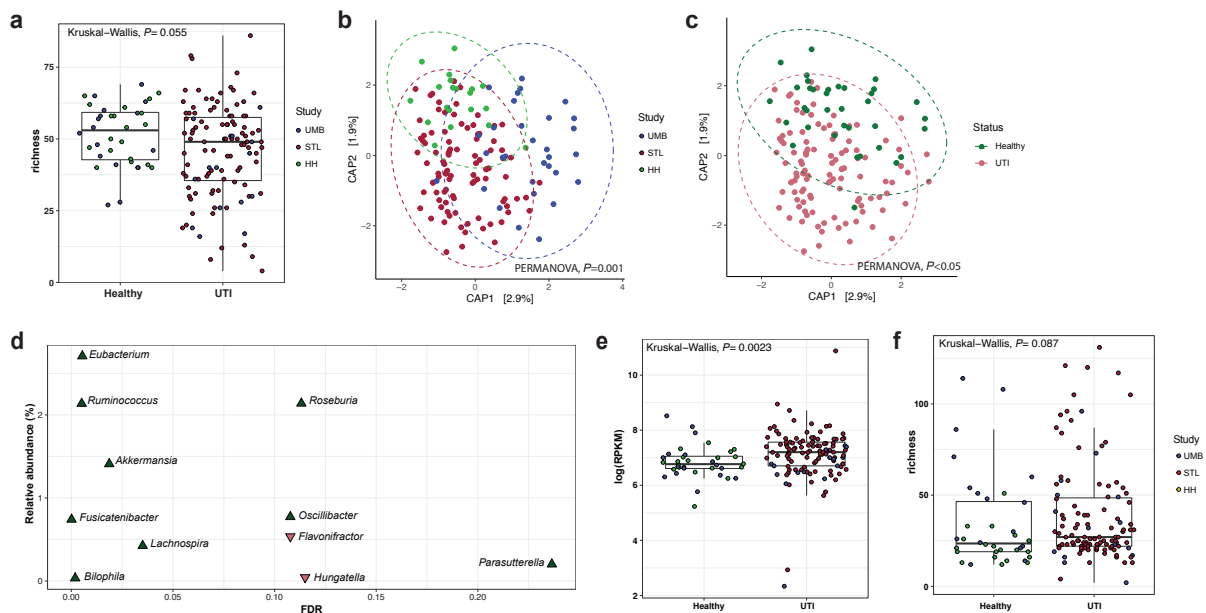 a
Kruskal−Wallis, P= 0.055
richness
75
50
25
0
Healthy
UTI
Study
UMB
STL
HH
b
CAP2 [1.9%]
2
0
−2
−2
0
2
4
CAP1 [2.9%]
PERMANOVA, P=0.001
Study
UMB
STL
HH
c
CAP2 [1.9%]
2
0
−2
−2
0
2
CAP1 [2.9%]
PERMANOVA, P<0.05
Status
Healthy
UTI
d
Relative abundance (%)
2
1
0
Eubacterium
Ruminococcus
Roseburia
Akkermansia
Fusicatenibacter
Oscillibacter
Lachnospira
Flavonifractor
Bilophila
Hungatella
Parasutterella
0.00
0.05
0.10
0.15
0.20
FDR
e
Kruskal−Wallis, P= 0.0023
log(RPKM)
10
8
6
4
2
Healthy
UTI
f
Kruskal−Wallis, P= 0.087
richness
100
50
0
Healthy
UTI
Study
UMB
STL
HH